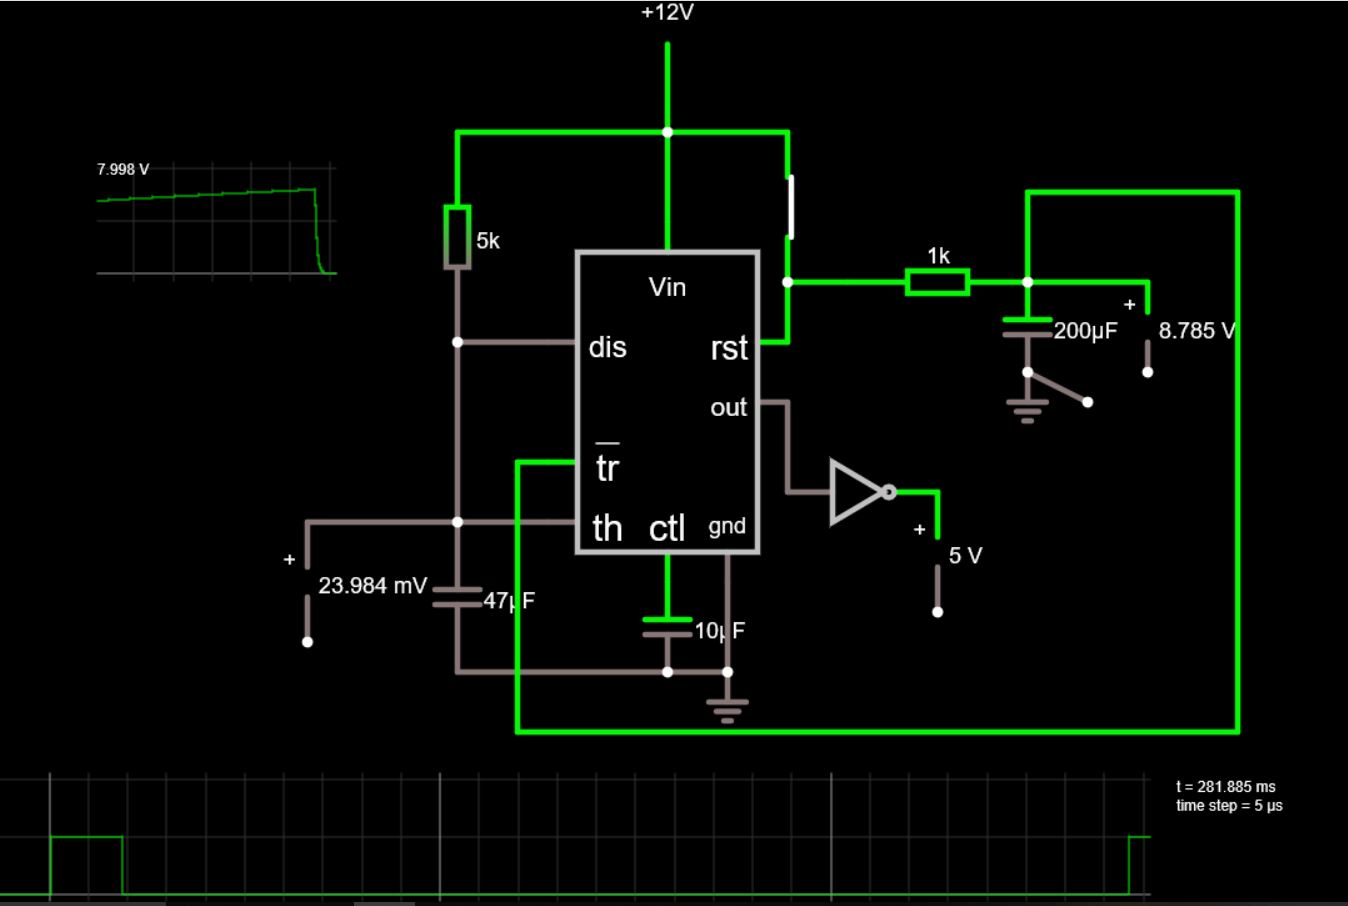 +12V
7.998 V
5k
Vin
1k
+
dis
rst
200µF
8.785 V
out
tr
th
ctl
gnd
+
5 V
+
23.984 mV
47µF
10µF
t = 281.885 ms
time step = 5 µs